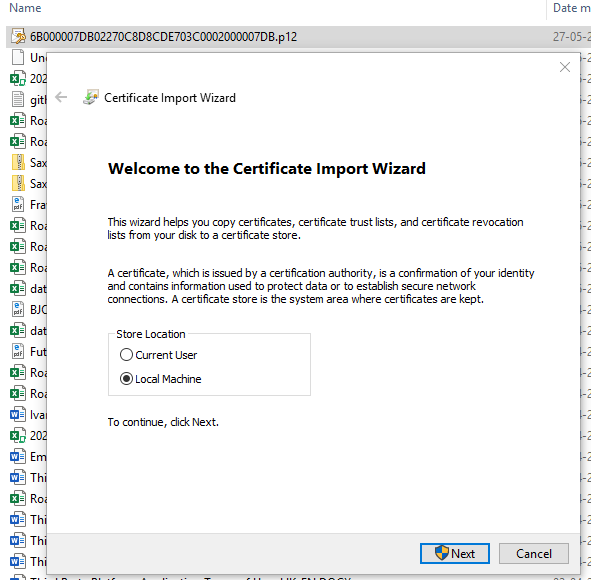 Name Date m
6B000007DB02270C8D8CDE703C0002000007DB.p12 27-05-2
Certificate Import Wizard
Welcome to the Certificate Import Wizard
This wizard helps you copy certificates, certificate trust lists, and certificate revocation
lists from your disk to a certificate store.
A certificate, which is issued by a certification authority, is a confirmation of your identity
and contains information used to protect data or to establish secure network
connections. A certificate store is the system area where certificates are kept.
Store Location
Current User
Local Machine
To continue, click Next.
Next Cancel
Un
202
gith
Roa
Roa
Sax
Sax
Fra
Roa
Roa
Roa
dat
BJC
dat
Fut
Roa
Roa
Ivar
202
Em
Thi
Roa
Thi
Thi
Thi